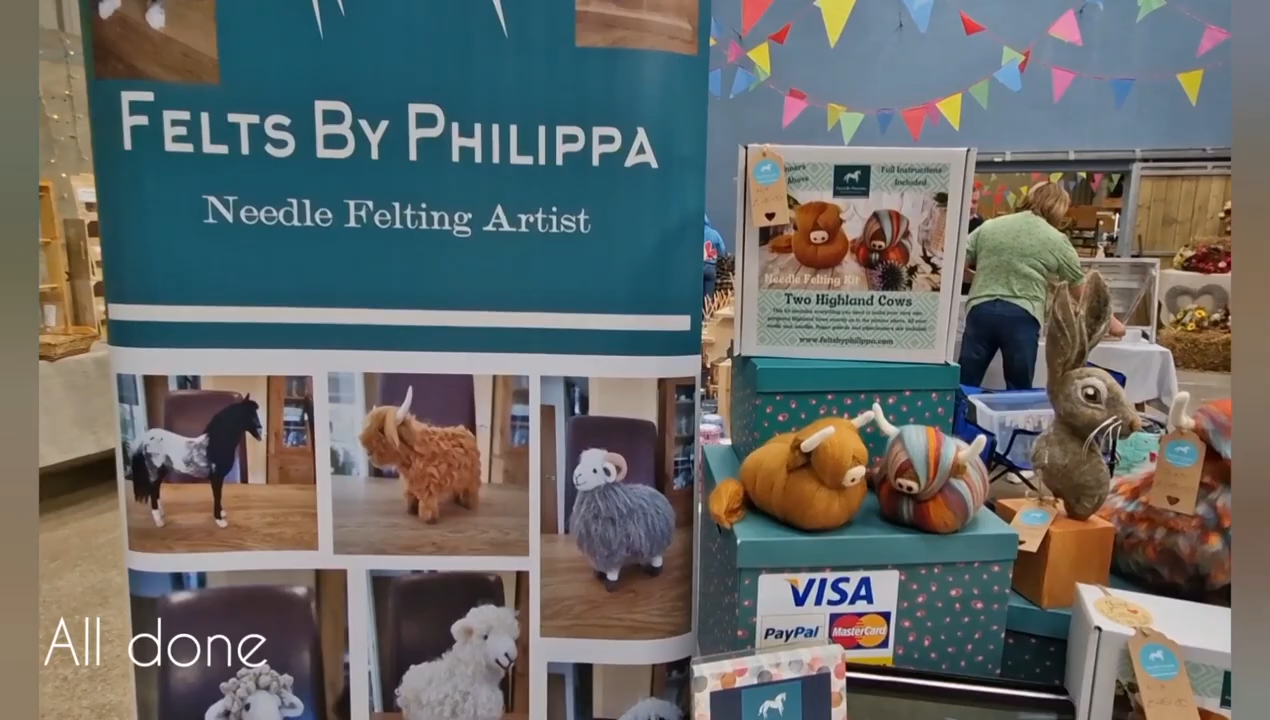 FELTS BY PHILIPPA
Needle Felting Artist
Full Instructions
Included
Needle Felting Kit
Two Highland Cows
www.feltsbyphilippa.com
VISA
PayPal MasterCard
All done